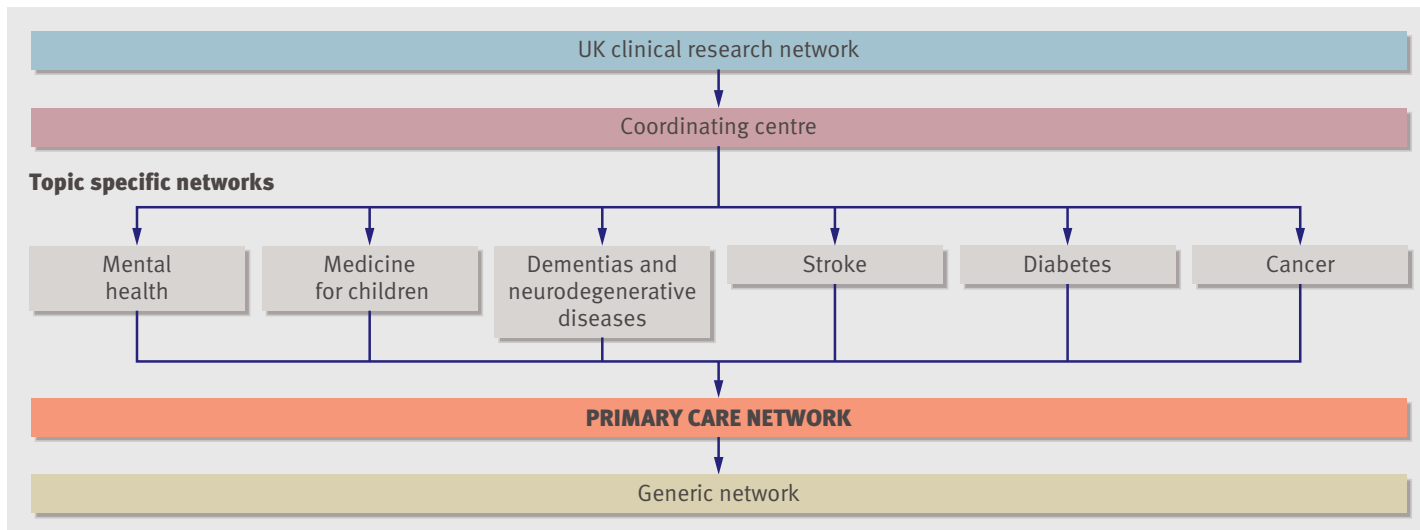 UK clinical research network
Coordinating centre
Topic specific networks
Mental
health
Medicine
for children
Dementias and
neurodegenerative
diseases
Stroke
Diabetes
Cancer
PRIMARY CARE NETWORK
Generic network